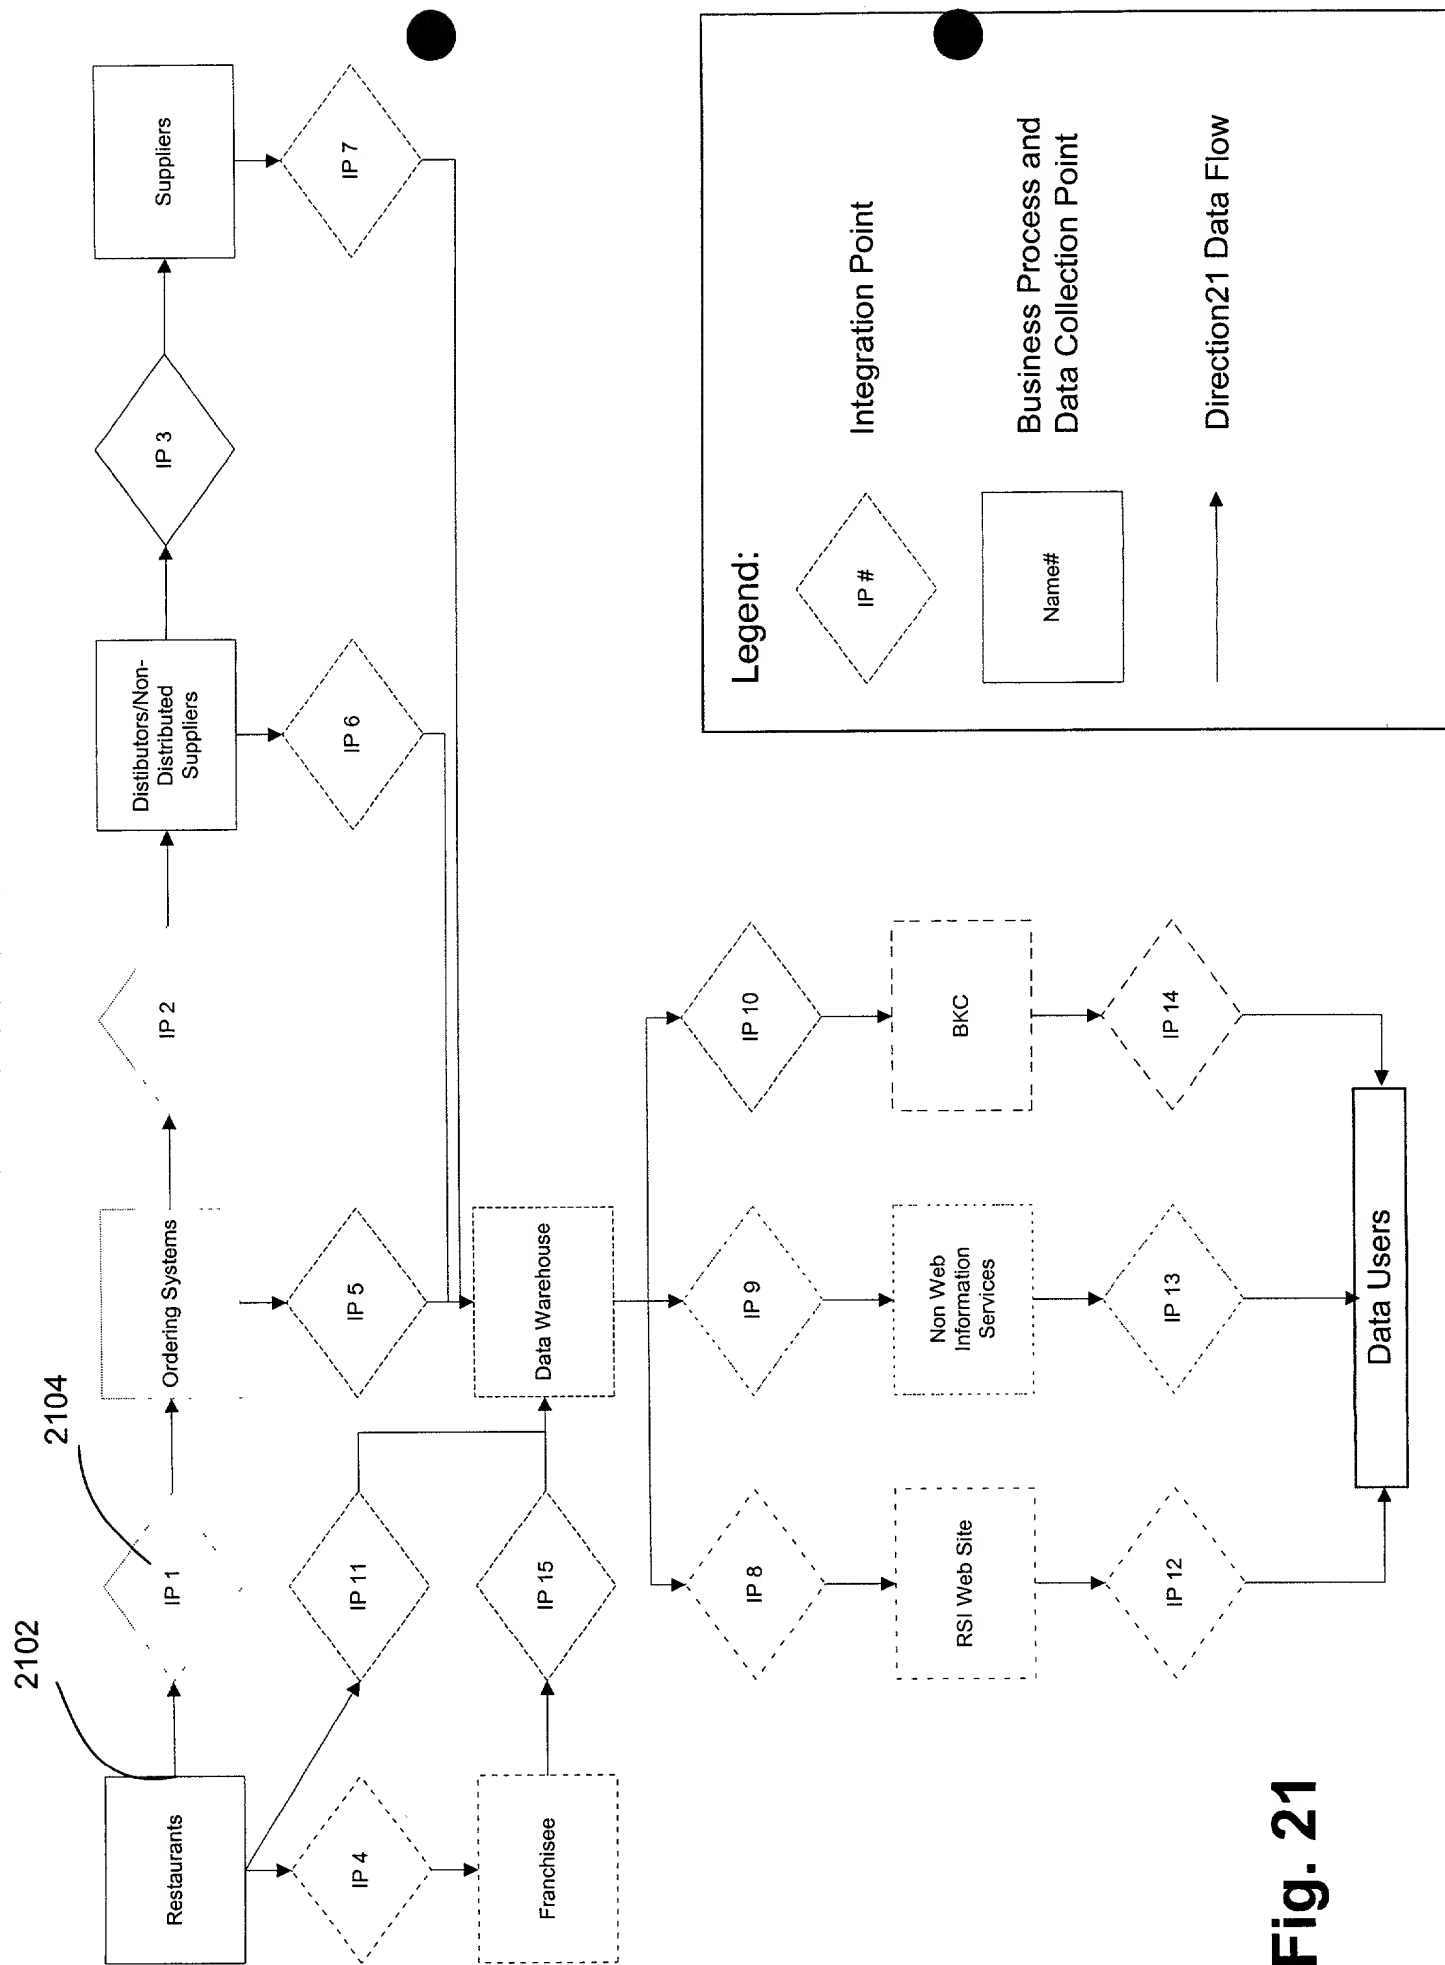 2102
2104
Restaurants
IP 1
Ordering Systems
IP 2
Distibutors/Non-
Distributed
Suppliers
IP 3
Suppliers
IP 4
IP 11
IP 5
IP 6
IP 7
Franchisee
IP 15
Data Warehouse
IP 8
IP 9
IP 10
RSI Web Site
Non Web
Information
Services
BKC
IP 12
IP 13
IP 14
Data Users
Legend:
IP #
Integration Point
Name#
Business Process and
Data Collection Point
Direction21 Data Flow
Fig. 21